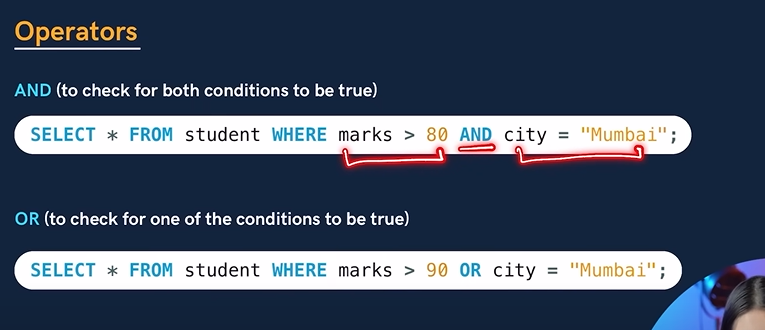 Operators
AND (to check for both conditions to be true)
SELECT * FROM student WHERE marks > 80 AND city = "Mumbai";
OR (to check for one of the conditions to be true)
SELECT * FROM student WHERE marks > 90 OR city = "Mumbai";